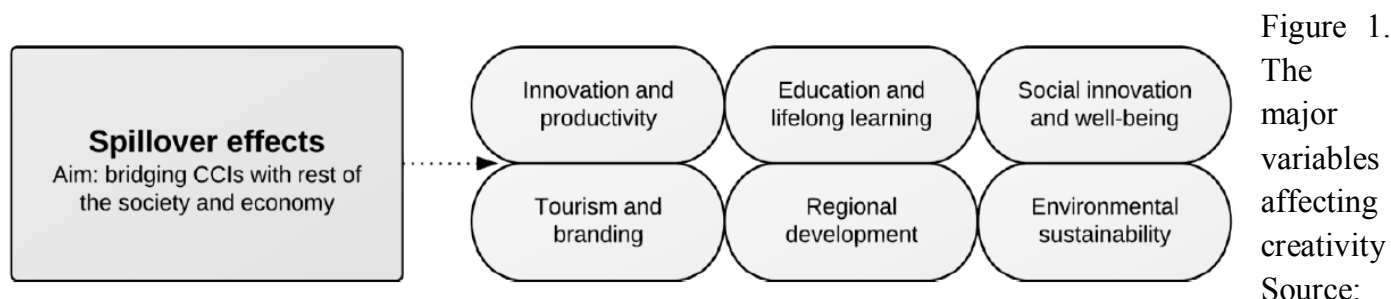 Spillover effects
Aim: bridging CCIs with rest of
the society and economy
Innovation and
productivity
Education and
lifelong learning
Social innovation
and well-being
Tourism and
branding
Regional
development
Environmental
sustainability
Figure 1.
The
major
variables
affecting
creativity
Source: